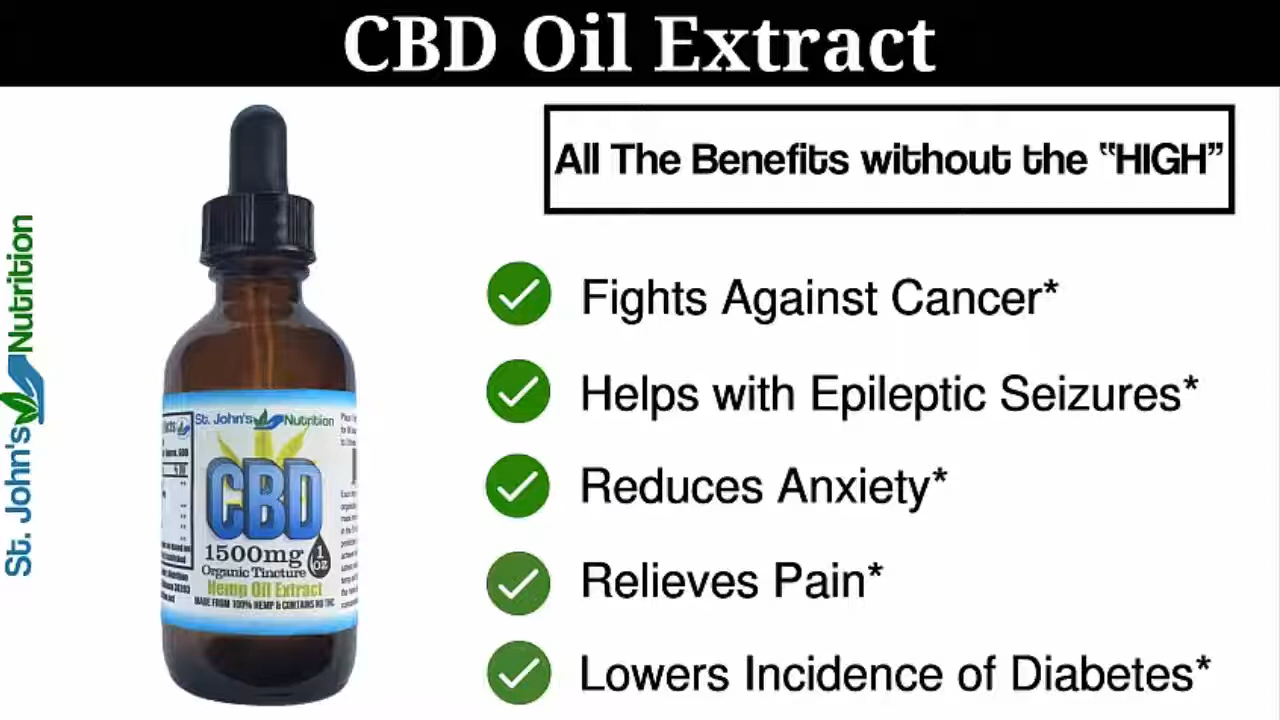 CBD Oil Extract
All The Benefits without the “HIGH”
Fights Against Cancer*
Helps with Epileptic Seizures*
Reduces Anxiety*
Relieves Pain*
Lowers Incidence of Diabetes*
St. John's Nutrition
St. John's Nutrition
CBD
1500mg
1 oz
Organic Tincture
Hemp Oil Extract
MADE FROM 100% HEMP & CONTAINS NO THC